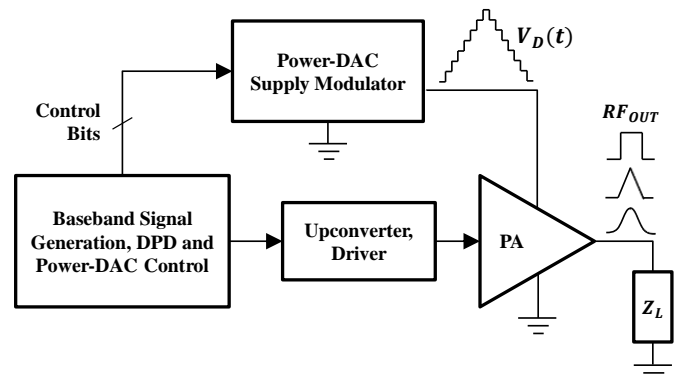 Power-DAC
Supply Modulator
V_D(t)
Control
Bits
RF_OUT
Baseband Signal
Generation, DPD and
Power-DAC Control
Upconverter,
Driver
PA
Z_L